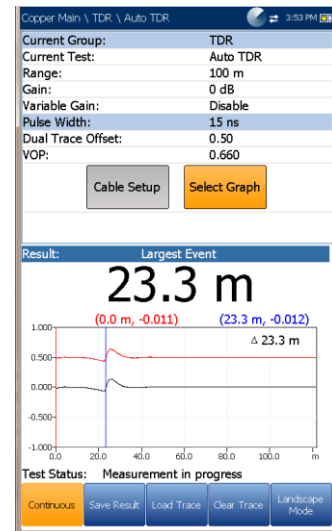 Copper Main \ TDR \ Auto TDR 3:53 PM
Current Group: TDR
Current Test: Auto TDR
Range: 100 m
Gain: 0 dB
Variable Gain: Disable
Pulse Width: 15 ns
Dual Trace Offset: 0.50
VOP: 0.660
Cable Setup Select Graph
Result: Largest Event
23.3 m
(0.0 m, -0.011) (23.3 m, -0.012)
Δ 23.3 m
1.000
0.500
0.000
-0.500
-1.000
0.0 20.0 40.0 60.0 80.0 100.0 m
Test Status: Measurement in progress
Continuous Save Result Load Trace Clear Trace Landscape Mode